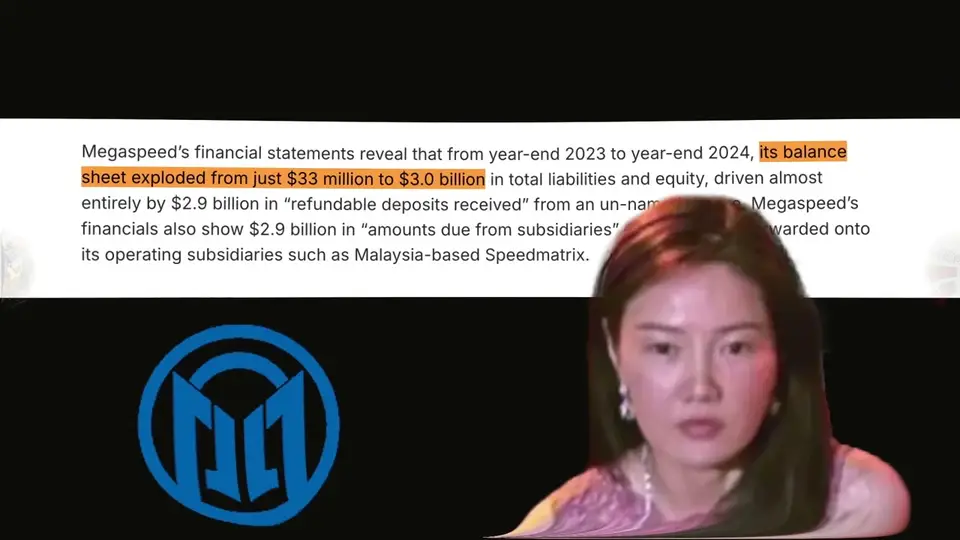 Megaspeed’s financial statements reveal that from year-end 2023 to year-end 2024, its balance
sheet exploded from just $33 million to $3.0 billion in total liabilities and equity, driven almost
entirely by $2.9 billion in “refundable deposits received” from an Megaspeed’s
financials also show $2.9 billion in “amounts due from subsidiaries” onto
its operating subsidiaries such as Malaysia-based Speedmatrix.